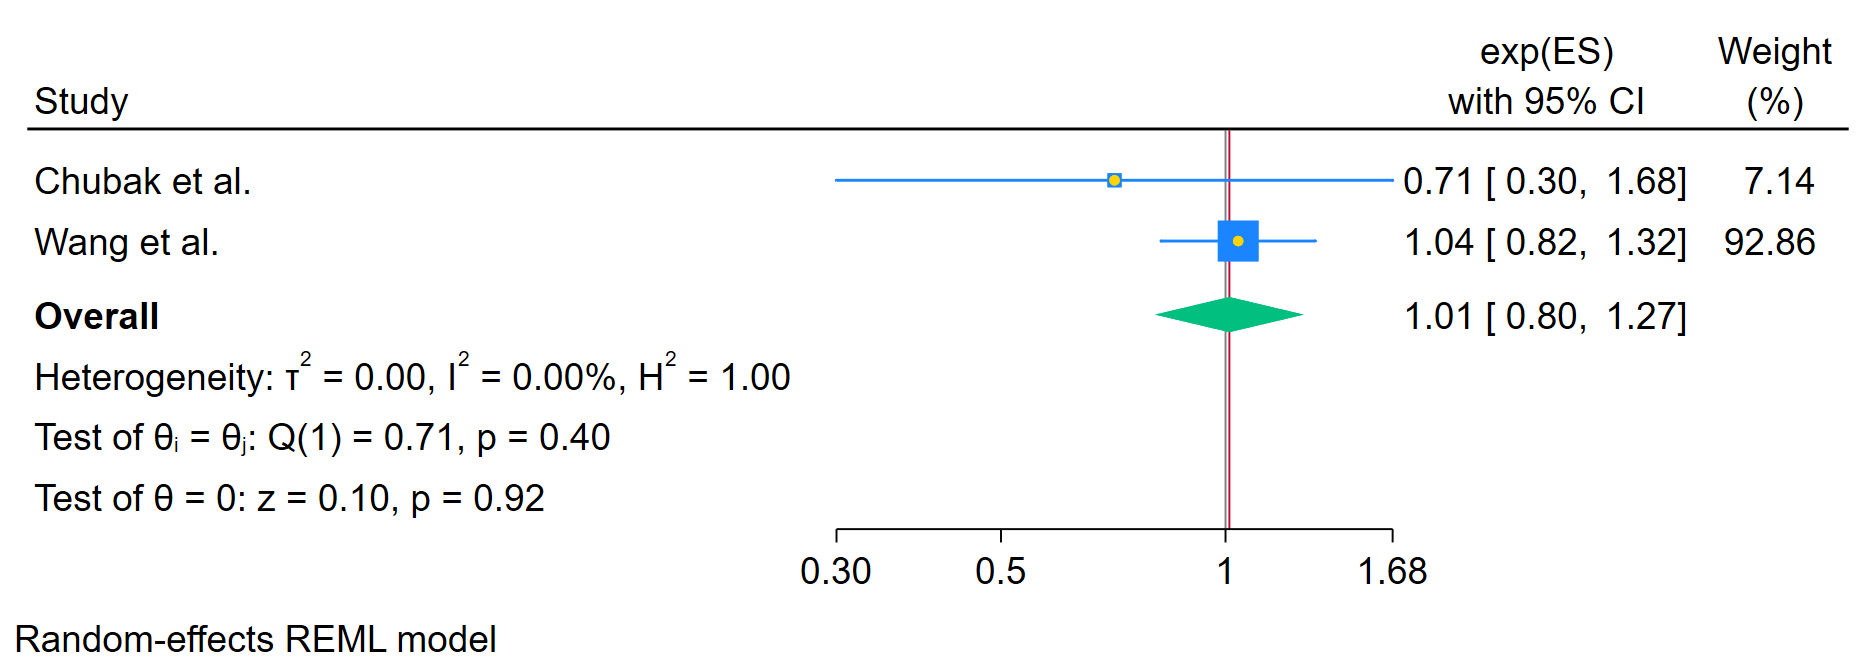 exp(ES) Weight
Study with 95% CI (%)
Chubak et al. 0.71 [ 0.30, 1.68] 7.14
Wang et al. 1.04 [ 0.82, 1.32] 92.86
Overall 1.01 [ 0.80, 1.27]
Heterogeneity: τ² = 0.00, I² = 0.00%, H² = 1.00
Test of θᵢ = θⱼ: Q(1) = 0.71, p = 0.40
Test of θ = 0: z = 0.10, p = 0.92
0.30 0.5 1 1.68
Random-effects REML model